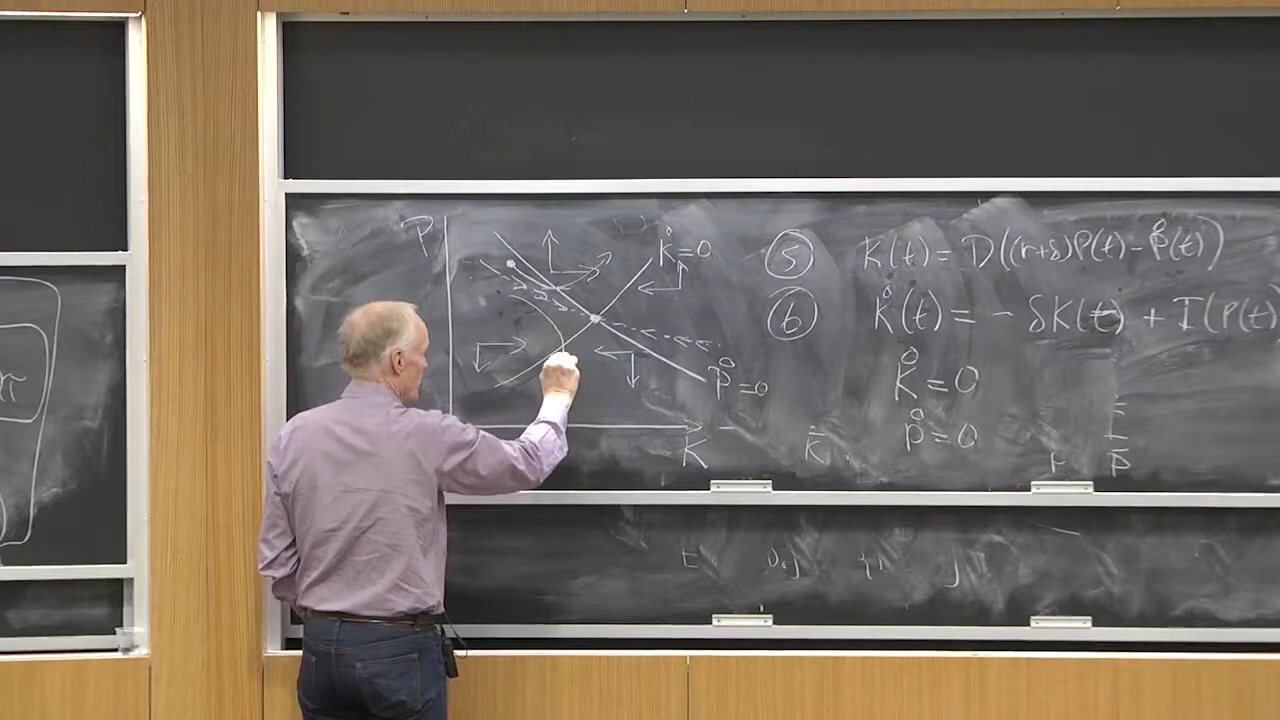 π
P
K̊=0
P̊=0
K
K̄
⑤ K(t) = D((r+δ)P(t) - P̊(t))
⑥ K̊(t) = - δK(t) + I(P(t)
K̊ = 0
P̊ = 0
P̄